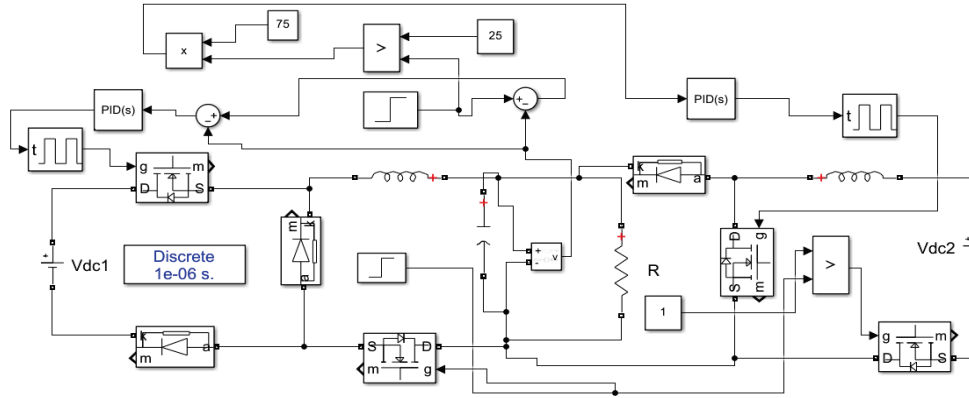 75
25
x
>
PID(s)
-+
+-
PID(s)
t
t
g
m
D
S
k
m
a
m
k
a
+
-
v
D
g
S
m
>
Vdc1
Discrete
1e-06 s.
R
Vdc2
1
k
m
a
S
D
m
g
g
m
D
S